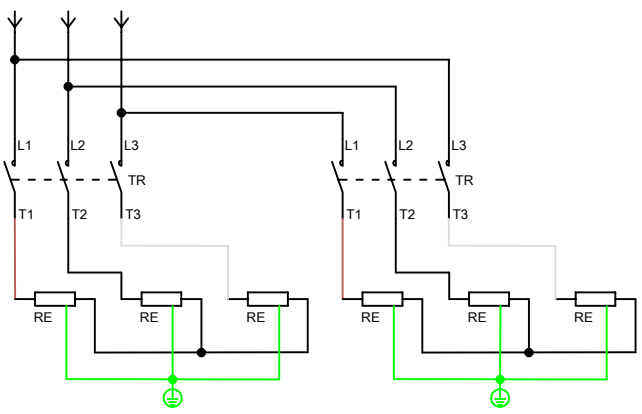 L1 L2 L3 L1 L2 L3
TR TR
T1 T2 T3 T1 T2 T3
RE RE RE RE RE RE